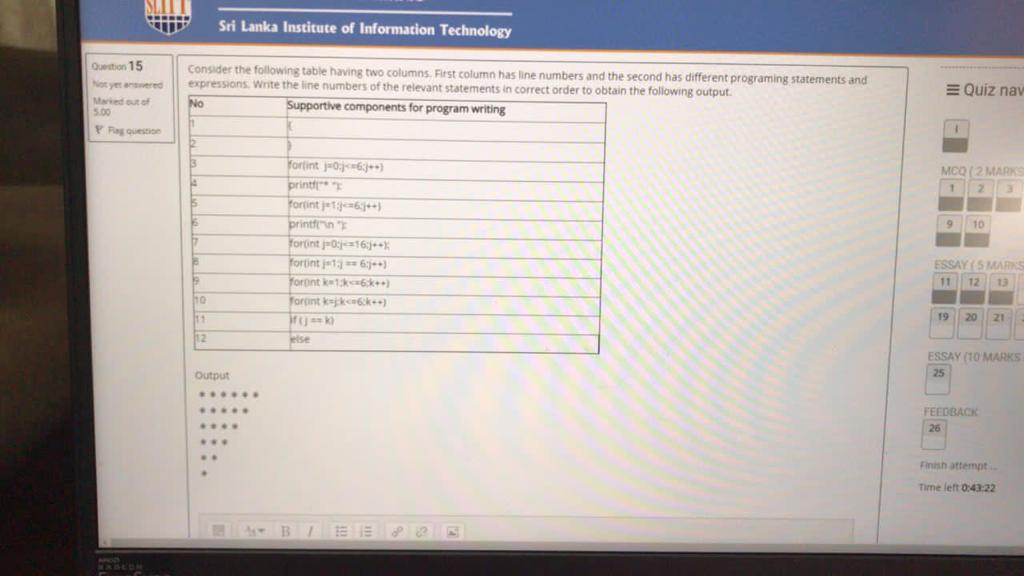 SLIIT
Sri Lanka Institute of Information Technology
Question 15
Not yet answered
Marked out of
5.00
Flag question
Consider the following table having two columns. First column has line numbers and the second has different programing statements and
expressions. Write the line numbers of the relevant statements in correct order to obtain the following output.
No Supportive components for program writing
1 {
2 }
3 for(int j=0;j<=6;j++)
4 printf("* ");
5 for(int j=1;j<=6;j++)
6 printf("\n ");
7 for(int j=0;j<=16;j++);
8 for(int j=1;j == 6;j++)
9 for(int k=1;k<=6;k++)
10 for(int k=j;k<=6;k++)
11 if ( j == k)
12 else
Output
* * * * * *
* * * * *
* * * *
* * *
* *
*
B I
Quiz nav
I
MCQ ( 2 MARKS
1 2 3
9 10
ESSAY ( 5 MARKS
11 12 13
19 20 21
ESSAY (10 MARKS
25
FEEDBACK
26
Finish attempt ...
Time left 0:43:22
AMD
RADEON